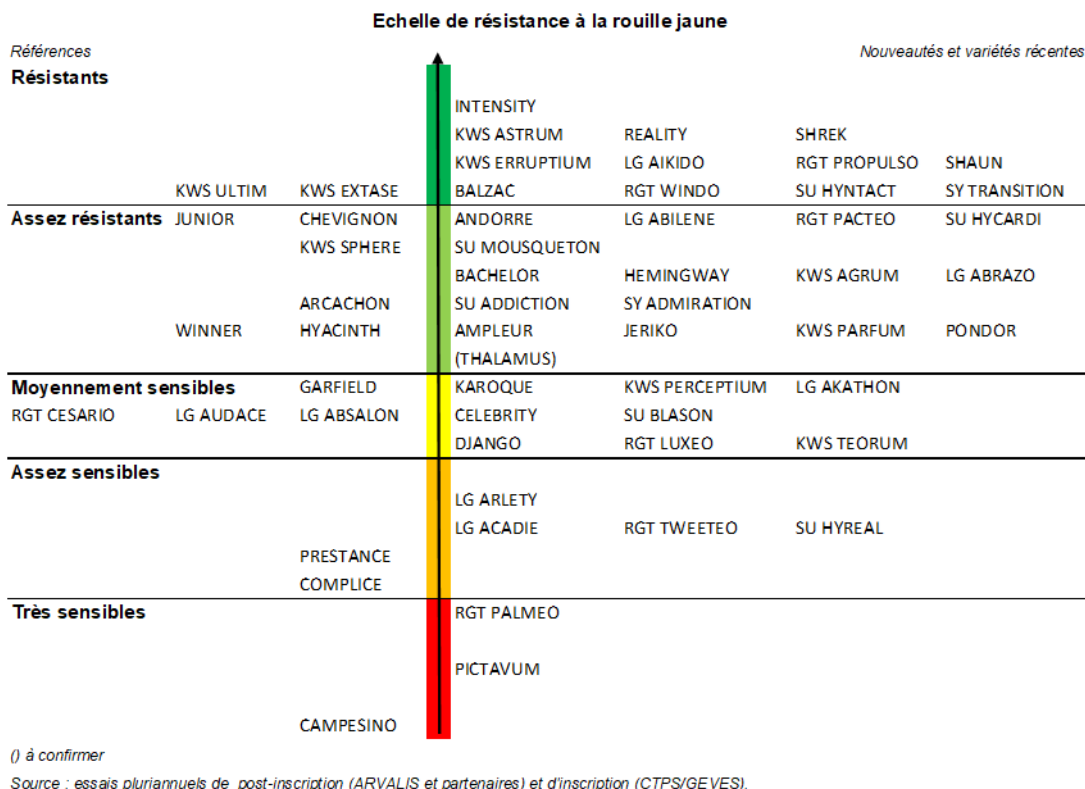 Echelle de résistance à la rouille jaune
Références Nouveautés et variétés récentes
Résistants
INTENSITY
KWS ASTRUM REALITY SHREK
KWS ERRUPTIUM LG AIKIDO RGT PROPULSO SHAUN
KWS ULTIM KWS EXTASE BALZAC RGT WINDO SU HYNTACT SY TRANSITION
Assez résistants JUNIOR CHEVIGNON ANDORRE LG ABILENE RGT PACTEO SU HYCARDI
KWS SPHERE SU MOUSQUETON
BACHELOR HEMINGWAY KWS AGRUM LG ABRAZO
ARCACHON SU ADDICTION SY ADMIRATION
WINNER HYACINTH AMPLEUR JERIKO KWS PARFUM PONDOR
(THALAMUS)
Moyennement sensibles GARFIELD KAROQUE KWS PERCEPTIUM LG AKATHON
RGT CESARIO LG AUDACE LG ABSALON CELEBRITY SU BLASON
DJANGO RGT LUXEO KWS TEORUM
Assez sensibles
LG ARLETY
LG ACADIE RGT TWEETEO SU HYREAL
PRESTANCE
COMPLICE
Très sensibles RGT PALMEO
PICTAVUM
CAMPESINO
() à confirmer
Source : essais pluriannuels de post-inscription (ARVALIS et partenaires) et d'inscription (CTPS/GEVES).